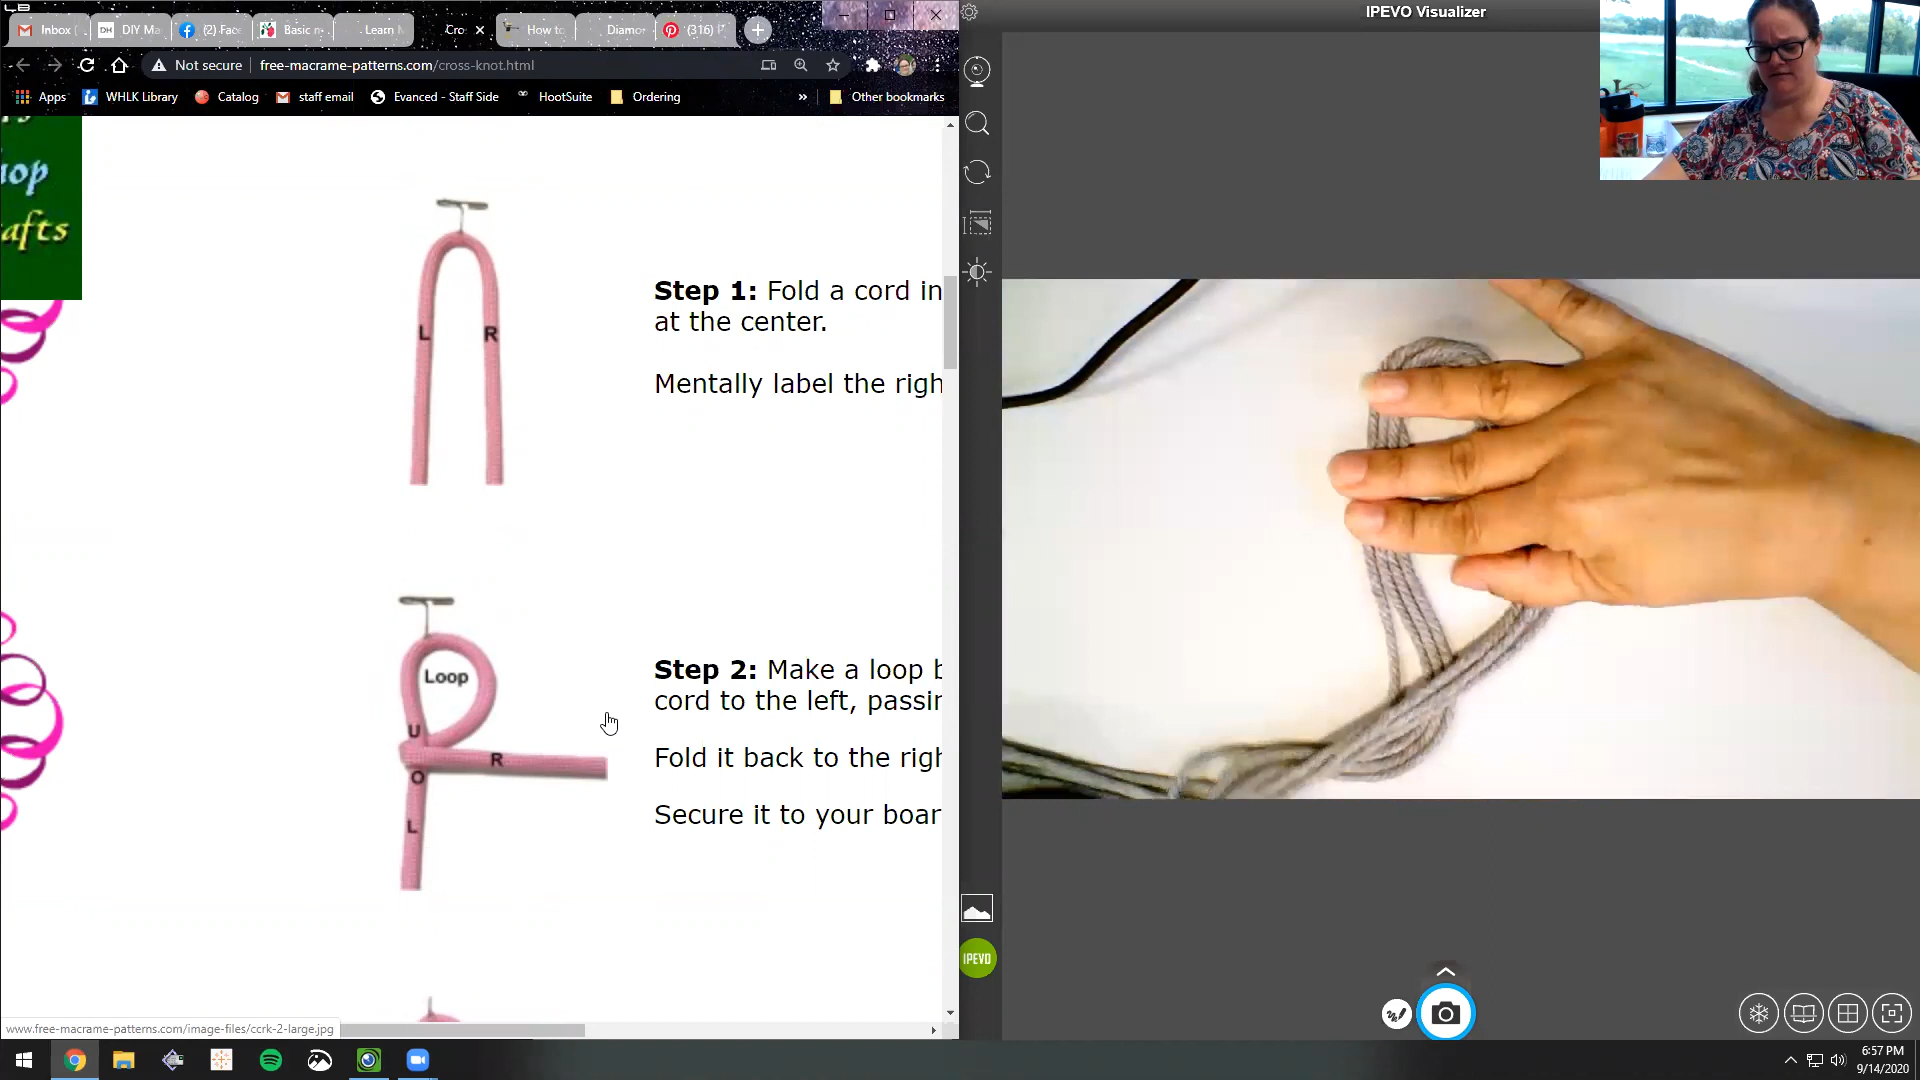 Inbox (
DIY Ma
(2) Face
Basic n
Learn M
Cro
How to
Diamo
(316) P
Not secure
free-macrame-patterns.com/cross-knot.html
Apps
WHLK Library
Catalog
staff email
Evanced - Staff Side
HootSuite
Ordering
»
Other bookmarks
IPEVO Visualizer
op
afts
L R
Step 1: Fold a cord in
at the center.
Mentally label the righ
Loop
U
R
O
L
Step 2: Make a loop b
cord to the left, passin
Fold it back to the righ
Secure it to your boar
www.free-macrame-patterns.com/image-files/ccrk-2-large.jpg
IPEVO
6:57 PM
9/14/2020